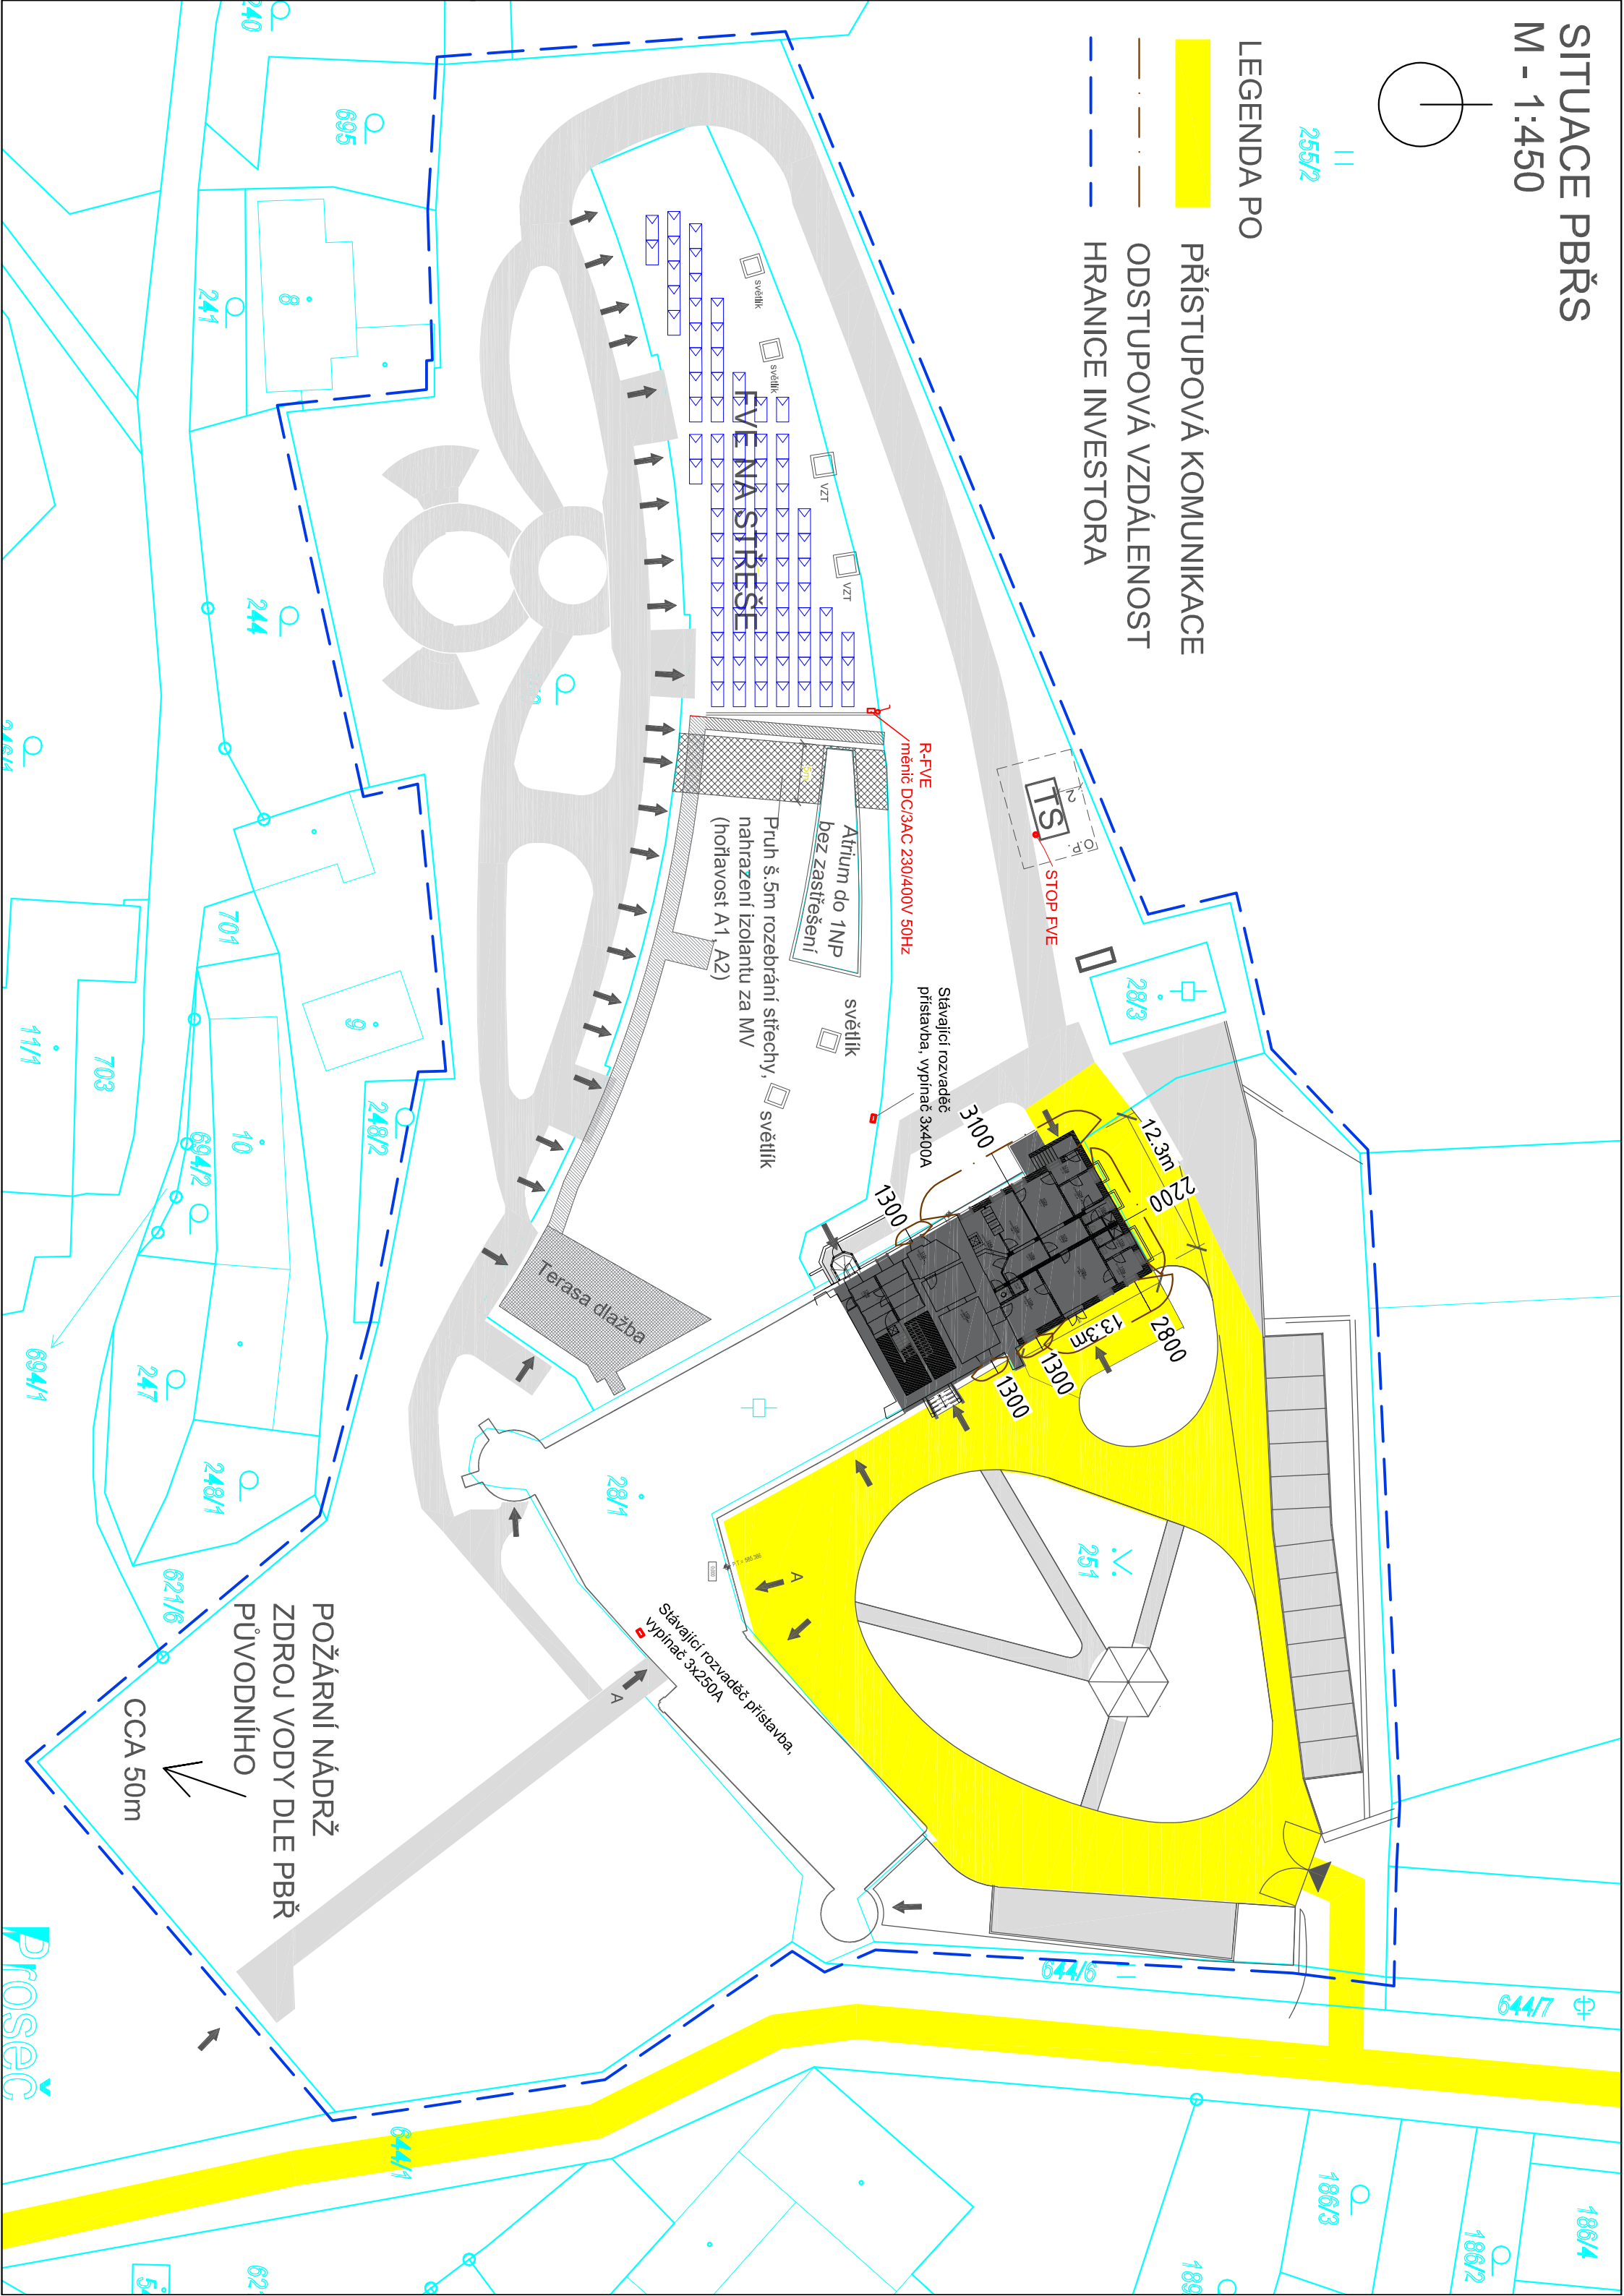 SITUACE PBŘS
M - 1:450
LEGENDA PO
PŘÍSTUPOVÁ KOMUNIKACE
ODSTUPOVÁ VZDÁLENOST
HRANICE INVESTORA
255/2
TS
2
O.P.
STOP FVE
28/3
R-FVE
měnič DC/3AC 230/400V 50Hz
Stávající rozvaděč
přístavba, vypínač 3x400A
světlík
světlík
VZT
VZT
FVE NA STŘEŠE
Atrium do 1NP
bez zastřešení
Pruh š.5m rozebrání střechy,
nahrazení izolantu za MV
(hořlavost A1, A2)
světlík
světlík
3100
1300
12.3m
2200
2800
13.3m
1300
1300
Terasa dlažba
28/1
251
A
Stávající rozvaděč přístavba,
vypínač 3x250A
A
POŽÁRNÍ NÁDRŽ
ZDROJ VODY DLE PBŘ
PŮVODNÍHO
CCA 50m
240
695
241
8
244
701
9
703
11/1
10
694/2
248/2
247
694/1
248/1
621/6
644/6
644/7
644/1
186/4
186/2
186/3
Proseč